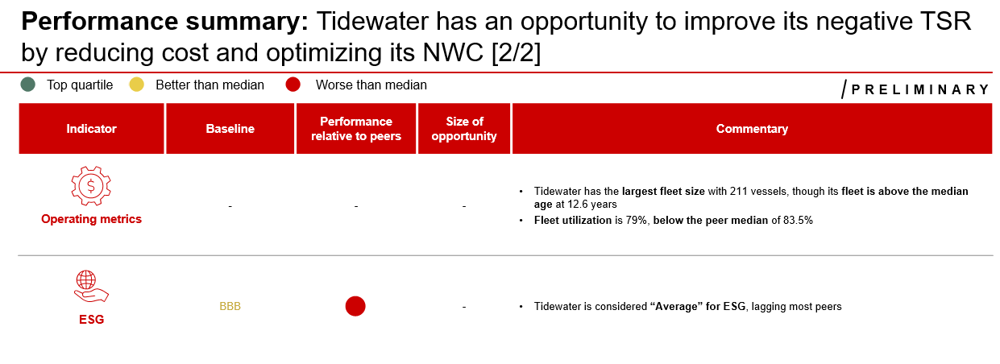 Performance summary: Tidewater has an opportunity to improve its negative TSR
by reducing cost and optimizing its NWC [2/2]
Top quartile
Better than median
Worse than median
PRELIMINARY
Indicator
Baseline
Performance
relative to peers
Size of
opportunity
Commentary
$
Operating metrics
-
-
-
• Tidewater has the largest fleet size with 211 vessels, though its fleet is above the median
age at 12.6 years
• Fleet utilization is 79%, below the peer median of 83.5%
ESG
BBB
-
• Tidewater is considered “Average” for ESG, lagging most peers